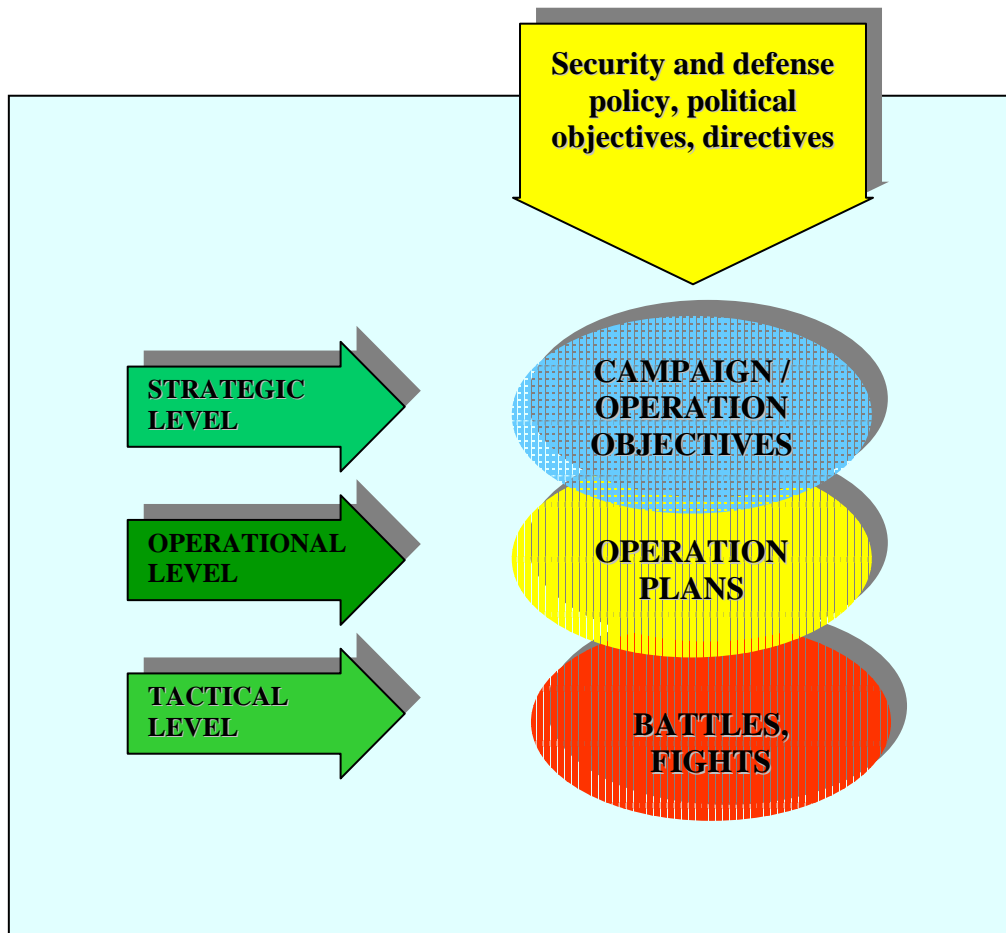 Security and defense
policy, political
objectives, directives
STRATEGIC
LEVEL
CAMPAIGN /
OPERATION
OBJECTIVES
OPERATIONAL
LEVEL
OPERATION
PLANS
TACTICAL
LEVEL
BATTLES,
FIGHTS